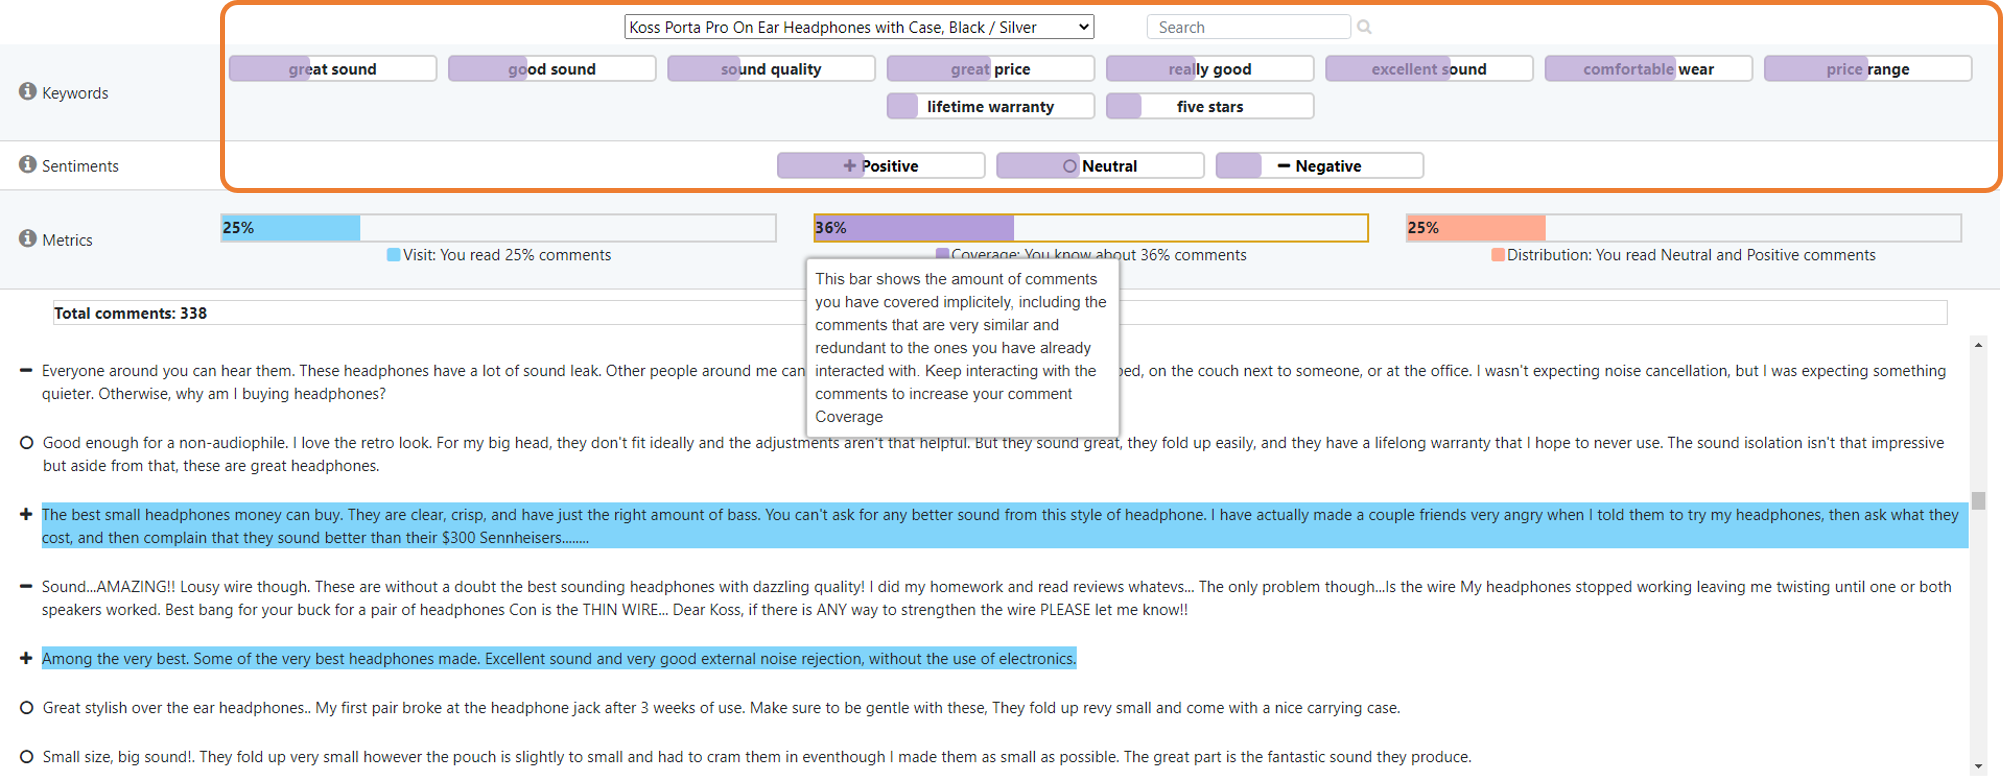 Koss Porta Pro On Ear Headphones with Case, Black / Silver
Search
Keywords
great sound
good sound
sound quality
great price
really good
excellent sound
comfortable wear
price range
lifetime warranty
five stars
Sentiments
Positive
Neutral
Negative
Metrics
25%
36%
25%
Visit: You read 25% comments
Coverage: You know about 36% comments
Distribution: You read Neutral and Positive comments
This bar shows the amount of comments
you have covered implicitely, including the
comments that are very similar and
redundant to the ones you have already
interacted with. Keep interacting with the
comments to increase your comment
Coverage
Total comments: 338
Everyone around you can hear them. These headphones have a lot of sound leak. Other people around me can , on the couch next to someone, or at the office. I wasn't expecting noise cancellation, but I was expecting something
quieter. Otherwise, why am I buying headphones?
Good enough for a non-audiophile. I love the retro look. For my big head, they don't fit ideally and the adjustments aren't that helpful. But they sound great, they fold up easily, and they have a lifelong warranty that I hope to never use. The sound isolation isn't that impressive
but aside from that, these are great headphones.
The best small headphones money can buy. They are clear, crisp, and have just the right amount of bass. You can't ask for any better sound from this style of headphone. I have actually made a couple friends very angry when I told them to try my headphones, then ask what they
cost, and then complain that they sound better than their $300 Sennheisers........
Sound...AMAZING!! Lousy wire though. These are without a doubt the best sounding headphones with dazzling quality! I did my homework and read reviews whatevs... The only problem though...Is the wire My headphones stopped working leaving me twisting until one or both
speakers worked. Best bang for your buck for a pair of headphones Con is the THIN WIRE... Dear Koss, if there is ANY way to strengthen the wire PLEASE let me know!!
Among the very best. Some of the very best headphones made. Excellent sound and very good external noise rejection, without the use of electronics.
Great stylish over the ear headphones.. My first pair broke at the headphone jack after 3 weeks of use. Make sure to be gentle with these, They fold up revy small and come with a nice carrying case.
Small size, big sound!. They fold up very small however the pouch is slightly to small and had to cram them in eventhough I made them as small as possible. The great part is the fantastic sound they produce.